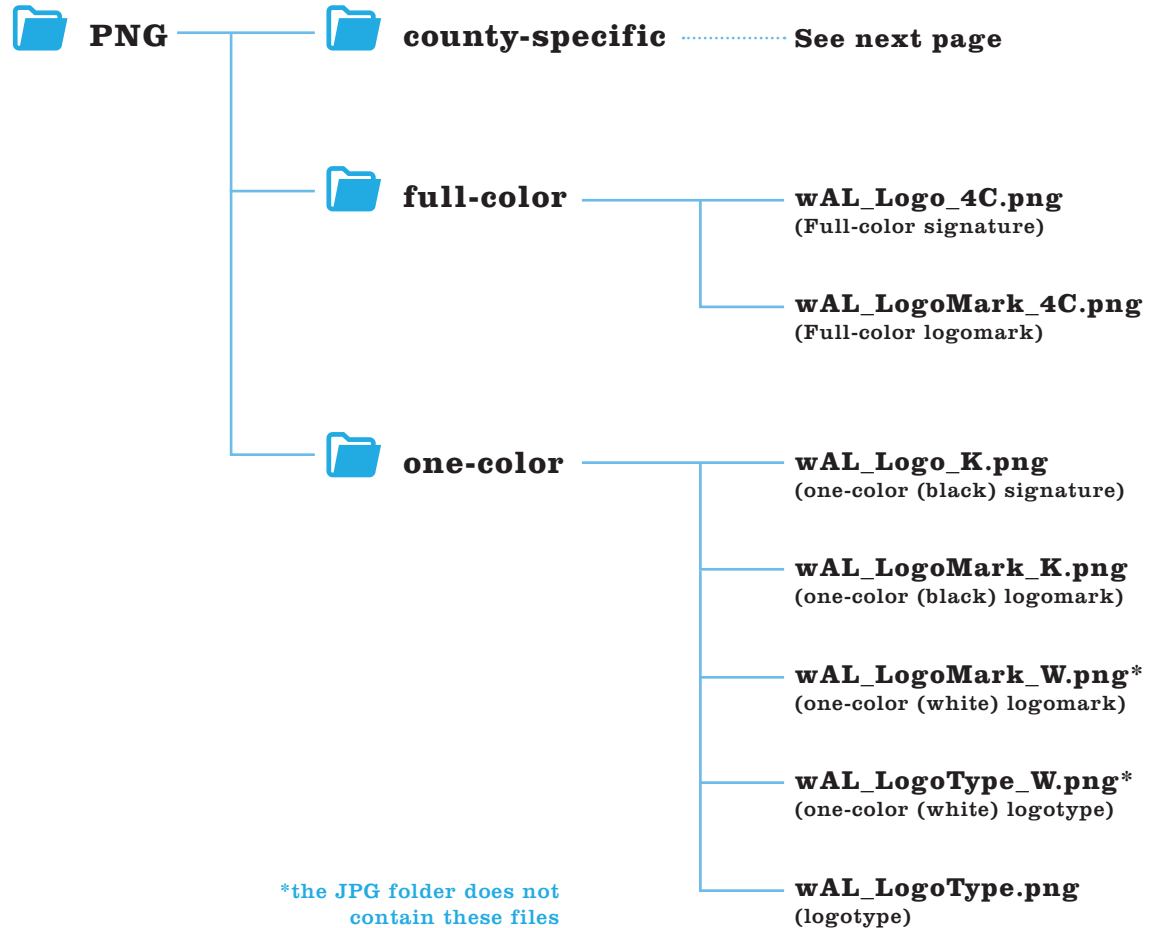 PNG
county-specific
See next page
full-color
wAL_Logo_4C.png
(Full-color signature)
wAL_LogoMark_4C.png
(Full-color logomark)
one-color
wAL_Logo_K.png
(one-color (black) signature)
wAL_LogoMark_K.png
(one-color (black) logomark)
wAL_LogoMark_W.png*
(one-color (white) logomark)
wAL_LogoType_W.png*
(one-color (white) logotype)
wAL_LogoType.png
(logotype)
*the JPG folder does not
contain these files